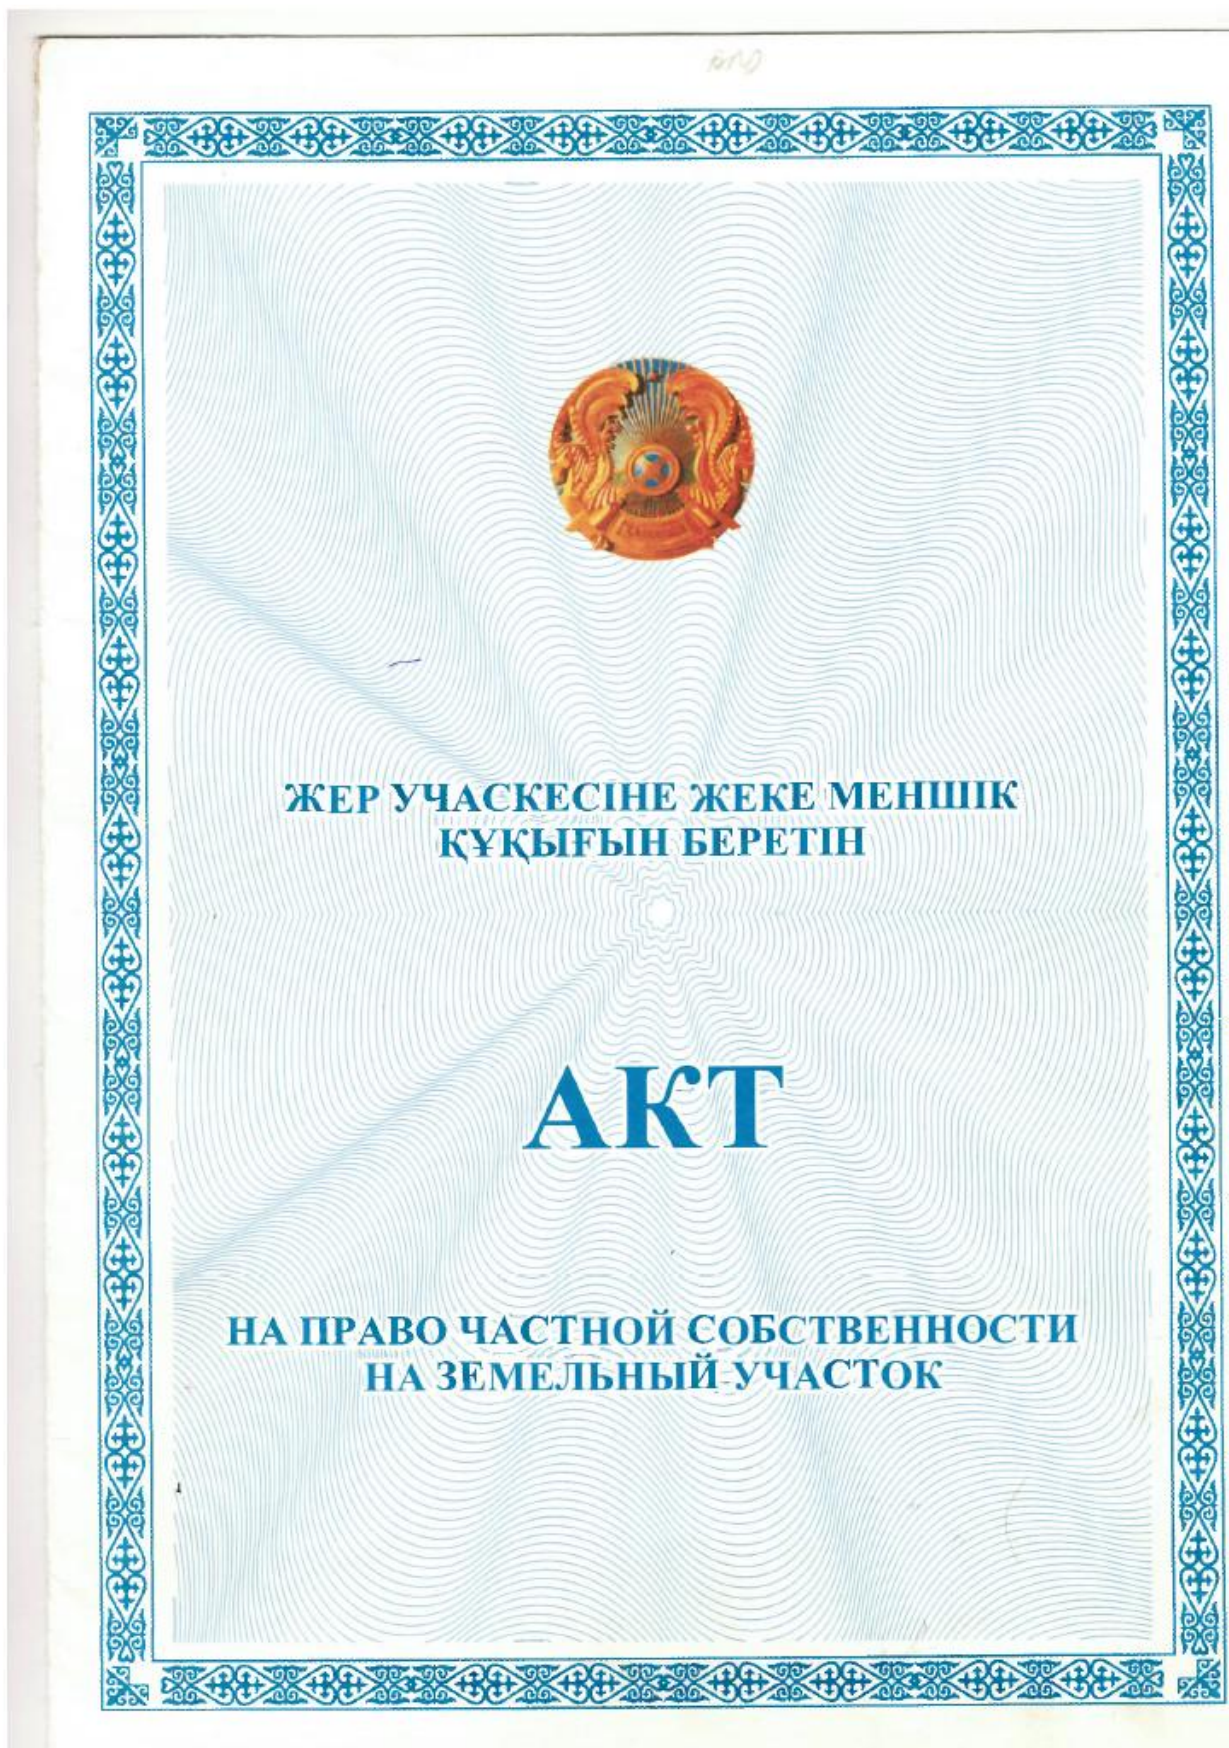 ЖЕР УЧАСКЕСІНЕ ЖЕКЕ МЕНШІК
ҚҰҚЫҒЫН БЕРЕТІН
АКТ
НА ПРАВО ЧАСТНОЙ СОБСТВЕННОСТИ
НА ЗЕМЕЛЬНЫЙ УЧАСТОК